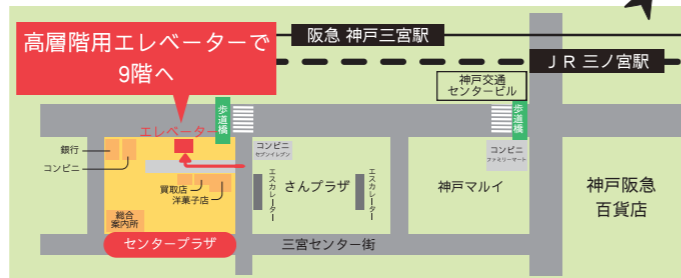 高層階用エレベーターで
9階へ
阪急 神戸三宮駅
ＪＲ 三ノ宮駅
神戸交通
センタービル
歩道橋
歩道橋
エレベーター
銀行
コンビニ
コンビニ
セブンイレブン
コンビニ
ファミリーマート
買取店
洋菓子店
エスカレーター
さんプラザ
エスカレーター
神戸マルイ
神戸阪急
百貨店
総合
案内所
センタープラザ
三宮センター街